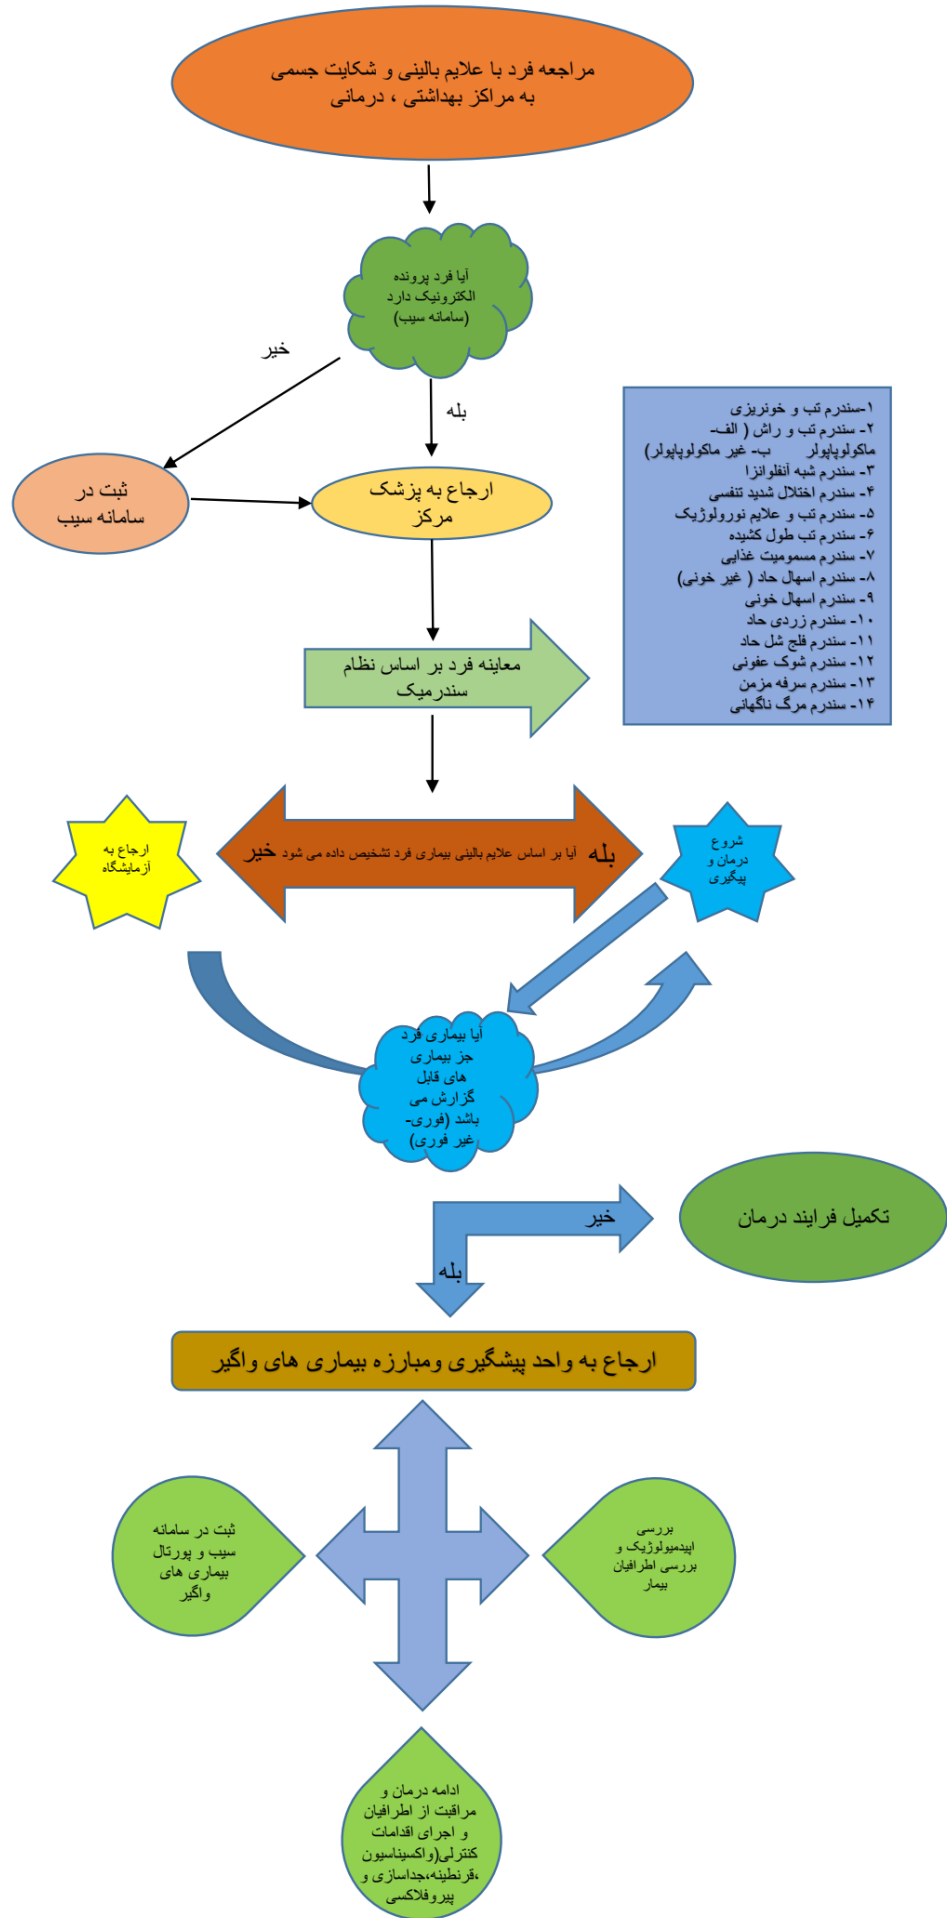 مراجعه فرد با علایم بالینی و شکایت جسمی
به مراکز بهداشتی ، درمانی
آیا فرد پرونده
الکترونیک دارد
(سامانه سیب)
خیر
بله
۱-سندرم تب و خونریزی
۲- سندرم تب و راش ( الف-
ماکولوپاپولر ب- غیر ماکولوپاپولر)
۳- سندرم شبه آنفلوانزا
۴- سندرم اختلال شدید تنفسی
۵- سندرم تب و علایم نورولوژیک
۶- سندرم تب طول کشیده
۷- سندرم مسمومیت غذایی
۸- سندرم اسهال حاد ( غیر خونی)
۹- سندرم اسهال خونی
۱۰- سندرم زردی حاد
۱۱- سندرم فلج شل حاد
۱۲- سندرم شوک عفونی
۱۳- سندرم سرفه مزمن
۱۴- سندرم مرگ ناگهانی
ارجاع به پزشک
مرکز
ثبت در
سامانه سیب
معاینه فرد بر اساس نظام
سندرمیک
شروع
درمان و
پیگیری
بله آیا بر اساس علایم بالینی بیماری فرد تشخیص داده می شود خیر
ارجاع به
آزمایشگاه
آیا بیماری فرد
جز بیماری
های قابل
گزارش می
باشد (فوری-
غیر فوری)
خیر
تکمیل فرایند درمان
بله
ارجاع به واحد پیشگیری ومبارزه بیماری های واگیر
بررسی
اپیدمیولوژیک و
بررسی اطرافیان
بیمار
ثبت در سامانه
سیب و پورتال
بیماری های
واگیر
ادامه درمان و
مراقبت از اطرافیان
و اجرای اقدامات
کنترلی(واکسیناسیون
،قرنطینه،جداسازی و
پیروفلاکسی